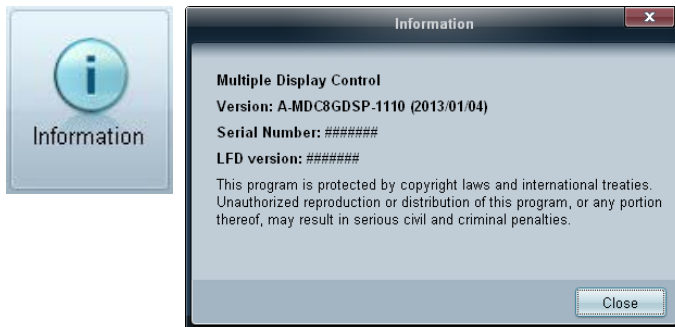 Information
Information
x
Multiple Display Control
Version: A-MDC8GDSP-1110 (2013/01/04)
Serial Number: #######
LFD version: #######
This program is protected by copyright laws and international treaties.
Unauthorized reproduction or distribution of this program, or any portion
thereof, may result in serious civil and criminal penalties.
Close